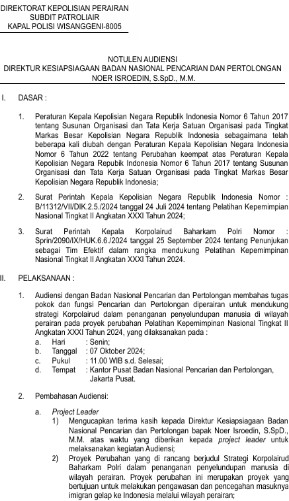 DIREKTORAT KEPOLISIAN PERAIRAN
SUBDIT PATROLIAIR
KAPAL POLISI WISANGGENI-8005
NOTULEN AUDIENSI
DIREKTUR KESIAPSIAGAAN BADAN NASIONAL PENCARIAN DAN PERTOLONGAN
NOER ISROEDIN, S.SpD., M.M.
I. DASAR :
1. Peraturan Kepala Kepolisian Negara Republik Indonesia Nomor 6 Tahun 2017
tentang Susunan Organisasi dan Tata Kerja Satuan Organisasi pada Tingkat
Markas Besar Kepolisian Negara Republik Indonesia sebagaimana telah
beberapa kali diubah dengan Peraturan Kepala Kepolisian Negara Indonesia
Nomor 6 Tahun 2022 tentang Perubahan keempat atas Peraturan Kepala
Kepolisian Negara Republik Indonesia Nomor 6 Tahun 2017 tentang Susunan
Organisasi dan Tata Kerja Satuan Organisasi pada Tingkat Markas Besar
Kepolisian Negara Republik Indonesia;
2. Surat Perintah Kepala Kepolisian Negara Republik Indonesia Nomor :
B/11312/VII/DIK.2.5./2024 tanggal 24 Juli 2024 tentang Pelatihan Kepemimpian
Nasional Tingkat II Angkatan XXXI Tahun 2024;
3. Surat Perintah Kepala Korpolairud Baharkam Polri Nomor :
Sprin/2090/IX/HUK.6.6./2024 tanggal 25 September 2024 tentang Penunjukan
sebagai Tim Efektif dalam rangka mendukung Pelatihan Kepemimpinan
Nasional Tingkat II Angkatan XXXI Tahun 2024.
II. PELAKSANAAN :
1. Audiensi dengan Badan Nasional Pencarian dan Pertolongan membahas tugas
pokok dan fungsi Pencarian dan Pertolongan diperairan untuk mendukung
strategi Korpolairud dalam penanganan penyelundupan manusia di wilayah
perairan pada proyek perubahan Pelatihan Kepemimpinan Nasional Tingkat II
Angkatan XXXI Tahun 2024, yang dilaksanakan pada :
a. Hari : Senin;
b. Tanggal : 07 Oktober 2024;
c. Pukul : 11.00 WIB s.d. Selesai;
d. Tempat : Kantor Pusat Badan Nasional Pencarian dan Pertolongan,
Jakarta Pusat.
2. Pembahasan Audiensi:
a. Project Leader
1) Mengucapkan terima kasih kepada Direktur Kesiapsiagaan Badan
Nasional Pencarian dan Pertolongan bapak Noer Isroedin, S.SpD.,
M.M. atas waktu yang diberikan kepada project leader untuk
melaksanakan kegiatan Audiensi;
2) Proyek Perubahan yang di rancang berjudul Strategi Korpolairud
Baharkam Polri dalam penanganan penyelundupan manusia di
wilayah perairan. Proyek perubahan ini merupakan proyek yang
bertujuan untuk melakukan pengawasan dan pencegahan masuknya
imigran gelap ke Indonesia melalui wilayah perairan;